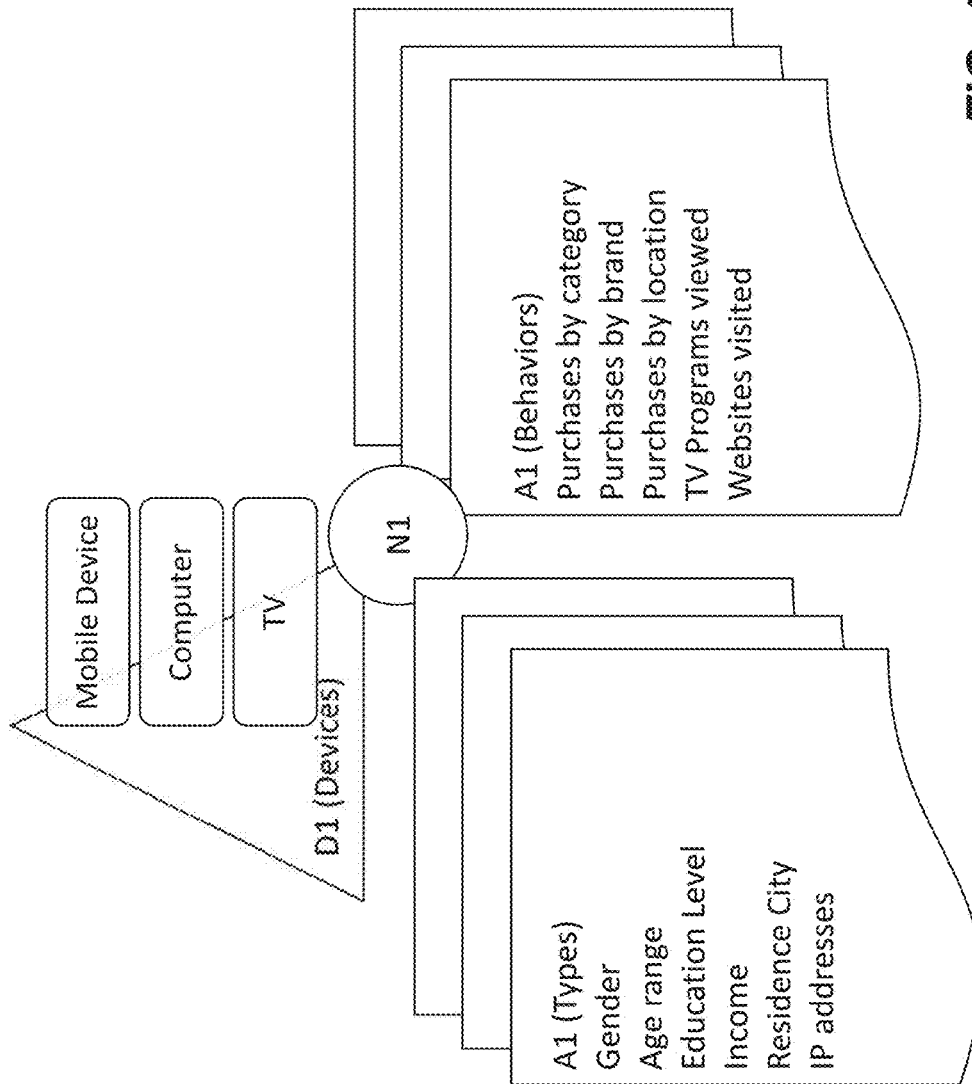 Mobile Device
Computer
TV
D1 (Devices)
N1
A1 (Types)
Gender
Age range
Education Level
Income
Residence City
IP addresses
A1 (Behaviors)
Purchases by category
Purchases by brand
Purchases by location
TV Programs viewed
Websites visited